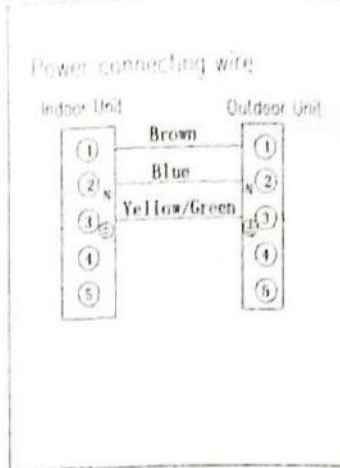 Power connecting wire
Indoor Unit Outdoor Unit
Brown
1 1
Blue
2 N N 2
Yellow/Green
3 3
4 4
5 5